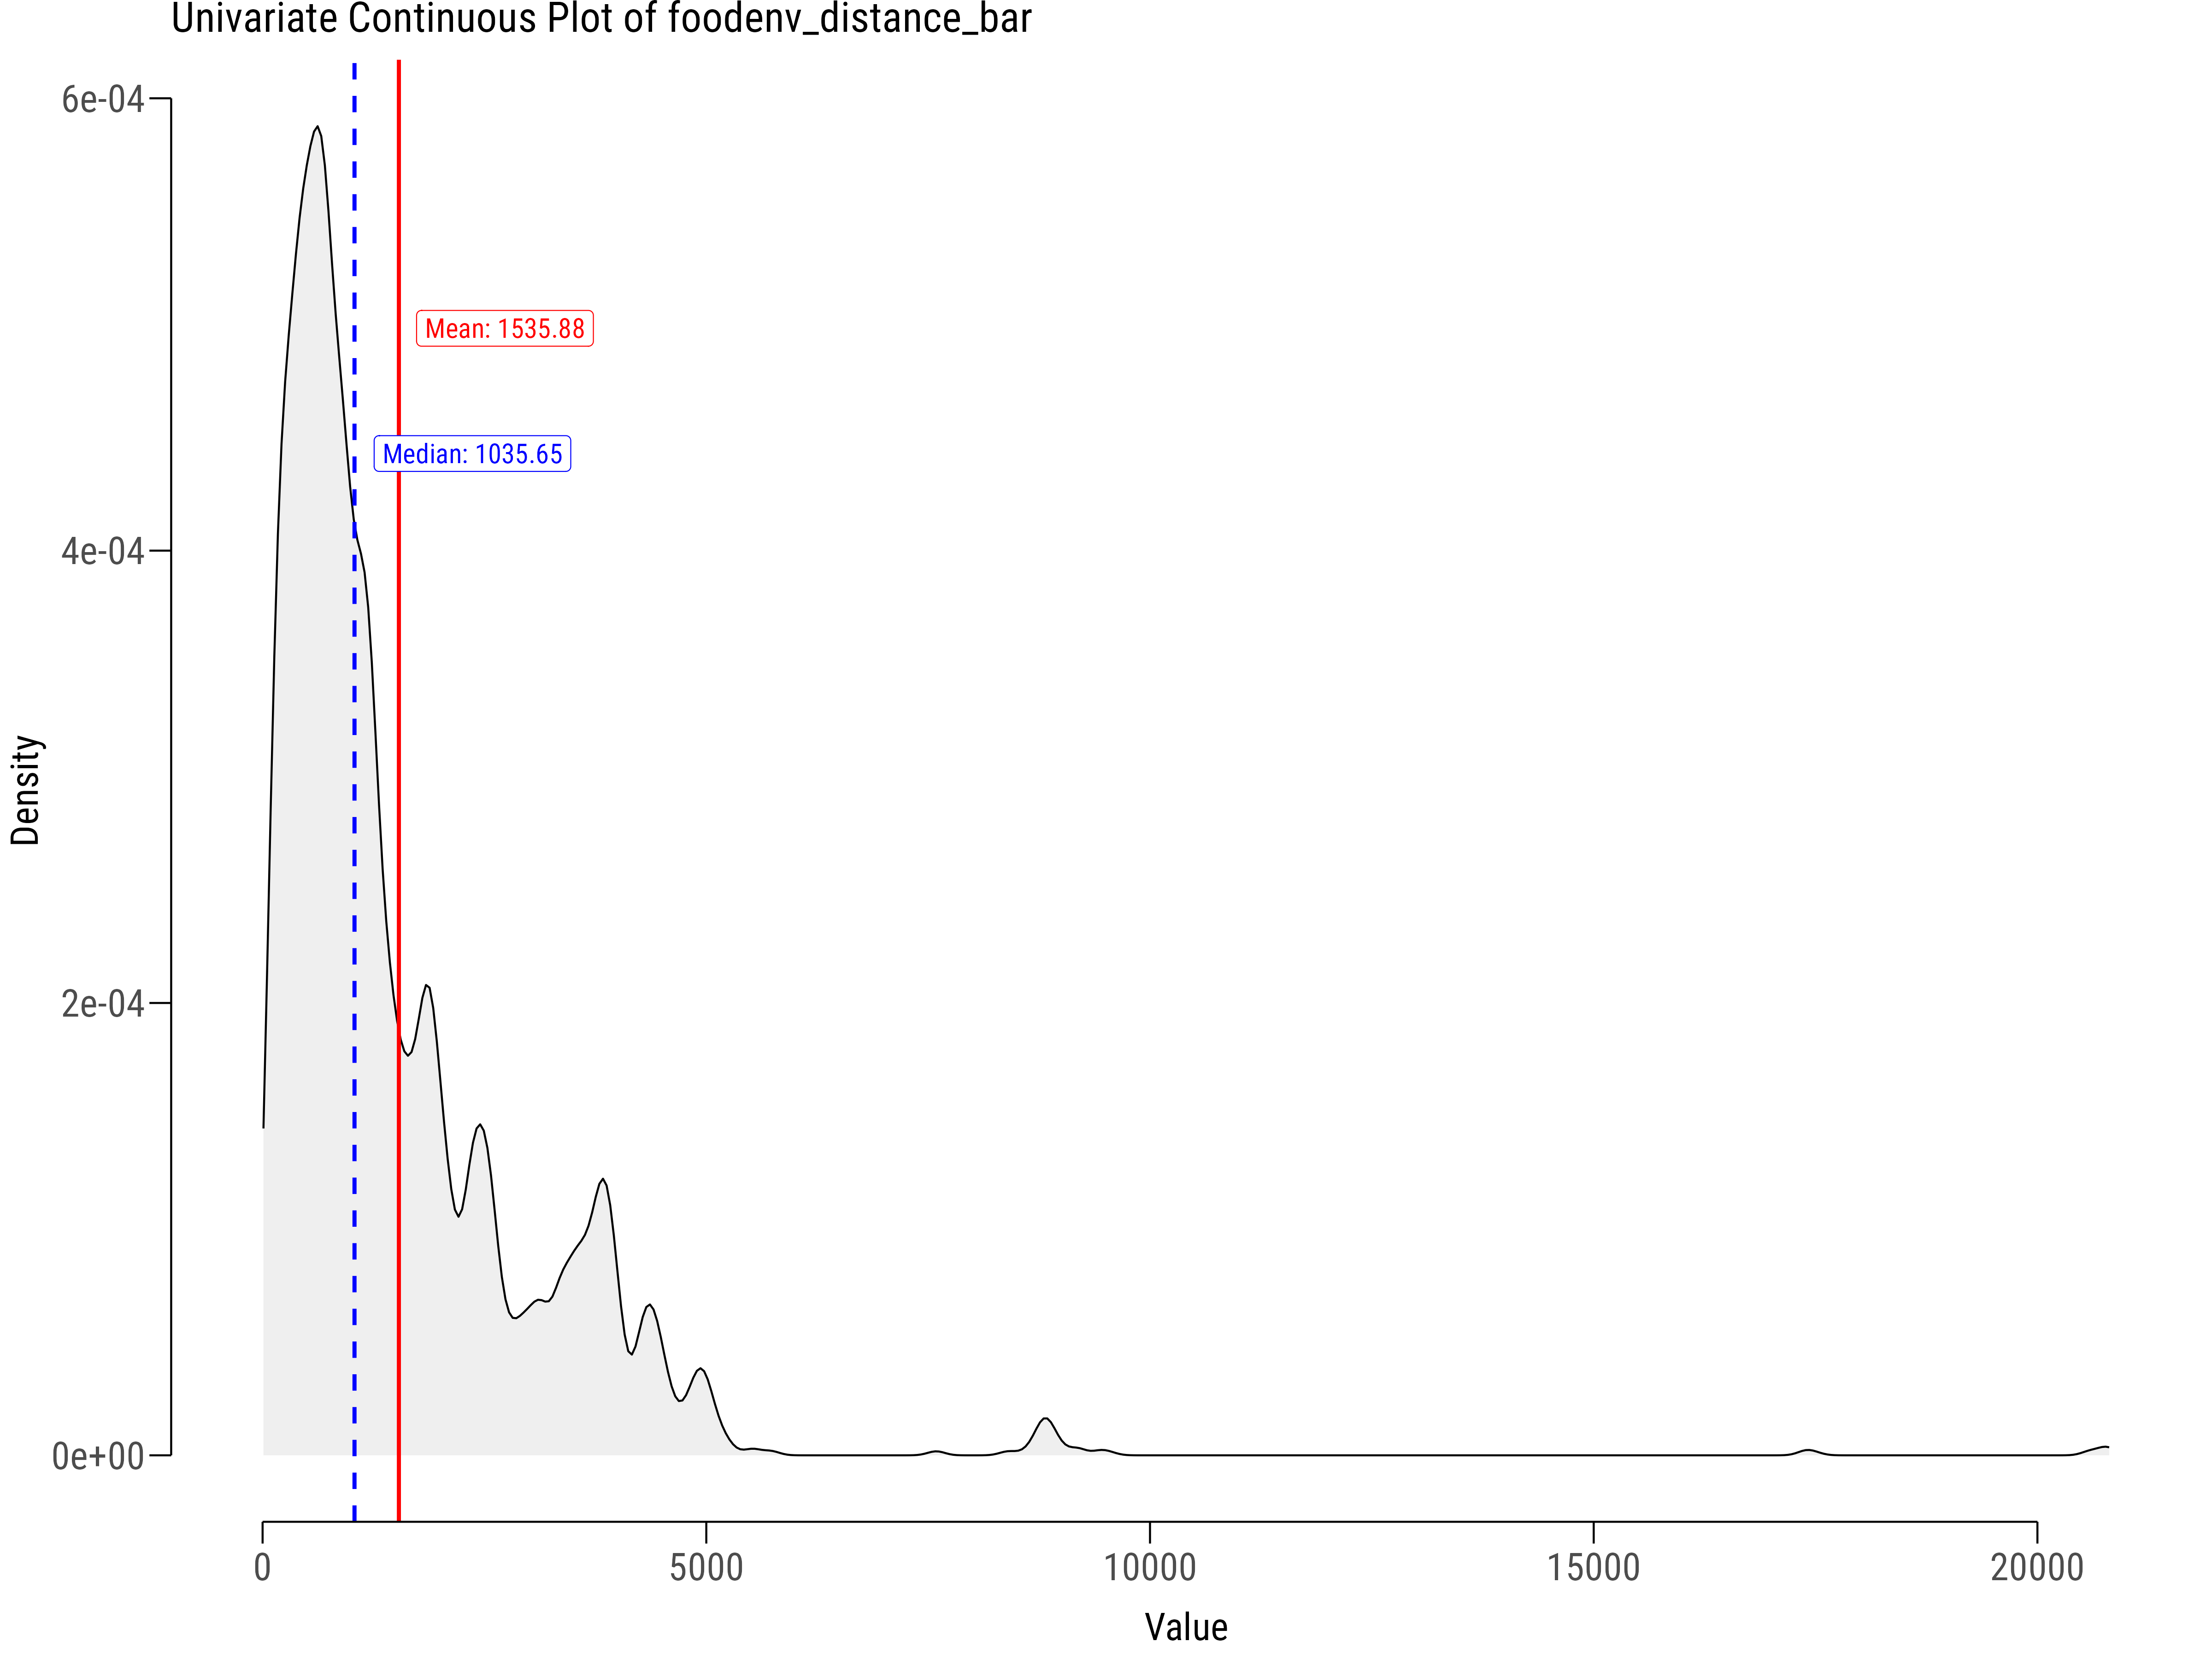 Univariate Continuous Plot of foodenv_distance_bar
6e-04
Mean: 1535.88
Median: 1035.65
4e-04
Density
2e-04
0e+00
0
5000
10000
15000
20000
Value